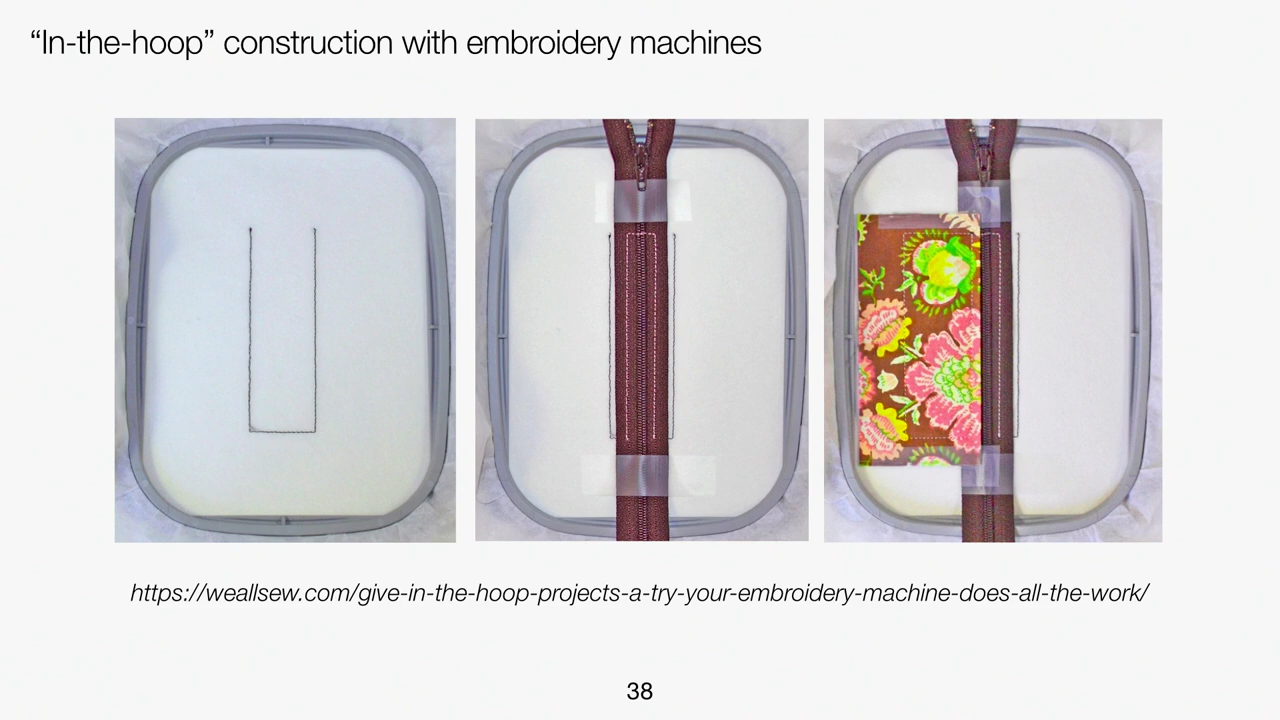 “In-the-hoop” construction with embroidery machines
https://weallsew.com/give-in-the-hoop-projects-a-try-your-embroidery-machine-does-all-the-work/
38